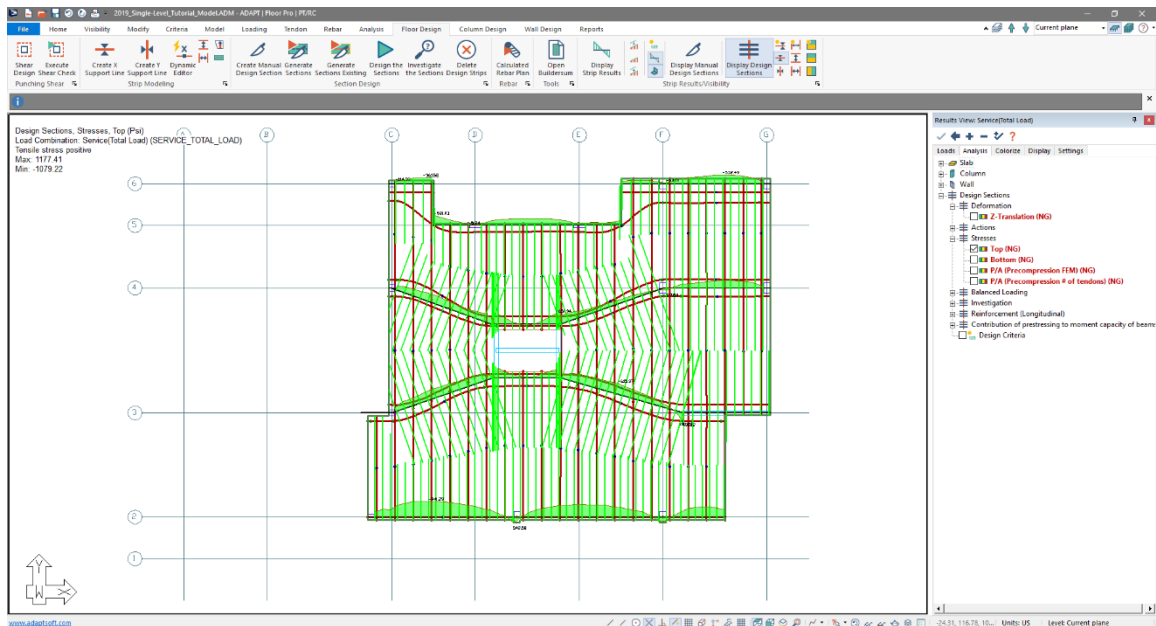 2019_Single-Level_Tutorial_Model.ADM - ADAPT | Floor Pro | PT/RC
File Home Visibility Modify Criteria Model Loading Tendon Rebar Analysis Floor Design Column Design Wall Design Reports
Current plane
Shear Design Execute Shear Check Create X Support Line Create Y Support Line Dynamic Editor Create Manual Design Section Generate Sections Generate Sections Existing Design the Sections Investigate the Sections Delete Design Strips Calculated Rebar Plan Open Buildersum Display Strip Results Display Manual Design Sections Display Design Sections
Punching Shear Strip Modeling Section Design Rebar Tools Strip Results/Visibility
Design Sections, Stresses, Top (Psi)
Load Combination: Service(Total Load) (SERVICE_TOTAL_LOAD)
Tensile stress positive
Max: 1177.41
Min: -1079.22
A B C D E F G
6
5
4
3
2
1
Y
W X
Results View: Service(Total Load)
Loads Analysis Colorize Display Settings
Slab
Column
Wall
Design Sections
Deformation
Z-Translation (NG)
Actions
Stresses
Top (NG)
Bottom (NG)
P/A (Precompression FEM) (NG)
P/A (Precompression # of tendons) (NG)
Balanced Loading
Investigation
Reinforcement (Longitudinal)
Contribution of prestressing to moment capacity of beams
Design Criteria
www.adaptsoft.com
-24.31, 116.78, 10... Units: US Level: Current plane